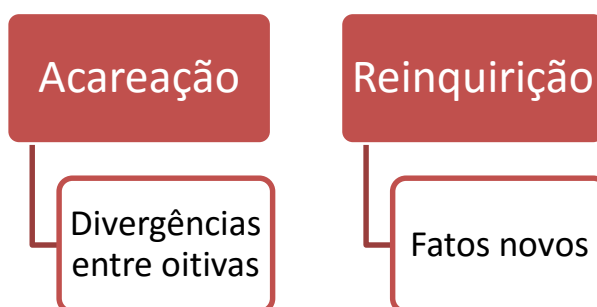 Acareação
Divergências
entre oitivas
Reinquirição
Fatos novos